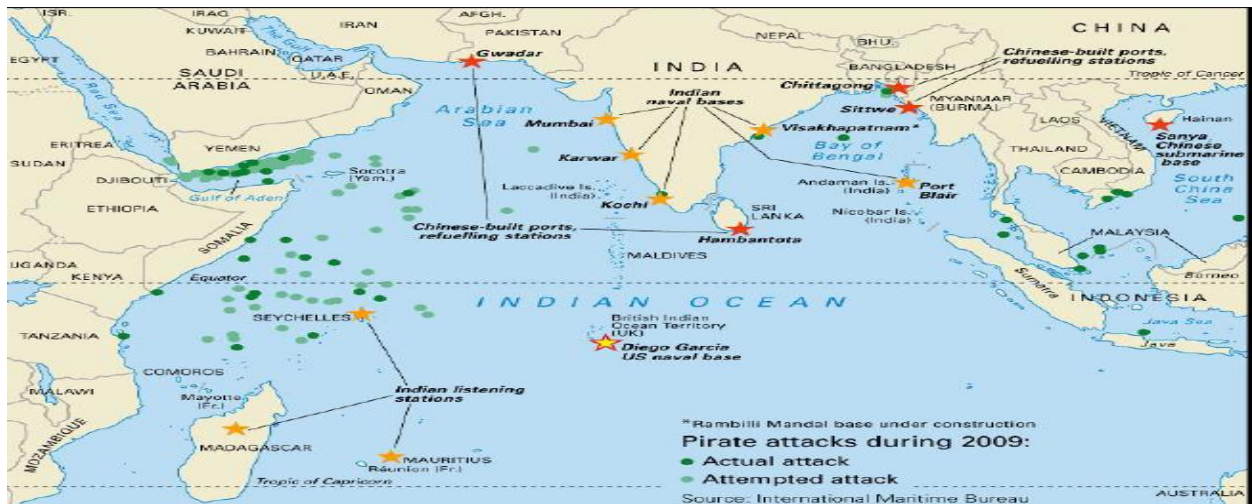 ISR.
IRAQ
KUWAIT
IRAN
AFGH.
PAKISTAN
NEPAL
BHU.
CHINA
EGYPT
BAHRAIN
The Gulf
QATAR
U.A.E.
SAUDI
ARABIA
OMAN
Gwadar
INDIA
BANGLADESH
Chinese-built ports,
refuelling stations
Tropic of Cancer
Red Sea
Arabian
Sea
Indian
naval bases
Chittagong
Sittwe
MYANMAR
(BURMA)
Hainan
Mumbai
Visakhapatnam*
LAOS
VIETNAM
Sanya
Chinese
submarine
base
ERITREA
YEMEN
SUDAN
Karwar
Bay of
Bengal
THAILAND
Socotra
(Yem.)
DJIBOUTI
Gulf of Aden
Laccadive Is.
(India)
Kochi
Andaman Is.
(India)
Port
Blair
CAMBODIA
South
China
Sea
ETHIOPIA
SOMALIA
Chinese-built ports,
refuelling stations
SRI
LANKA
Hambantota
Nicobar Is.
(India)
MALAYSIA
MALDIVES
UGANDA
KENYA
Equator
Sumatra
Borneo
INDIAN OCEAN
INDONESIA
SEYCHELLES
British Indian
Ocean Territory
(UK)
Diego Garcia
US naval base
TANZANIA
Java Sea
Java
COMOROS
Mayotte
(Fr.)
MALAWI
Indian listening
stations
MOZAMBIQUE
MADAGASCAR
MAURITIUS
Réunion (Fr.)
Tropic of Capricorn
*Rambilli Mandal base under construction
Pirate attacks during 2009:
Actual attack
Attempted attack
Source: International Maritime Bureau
AUSTRALIA